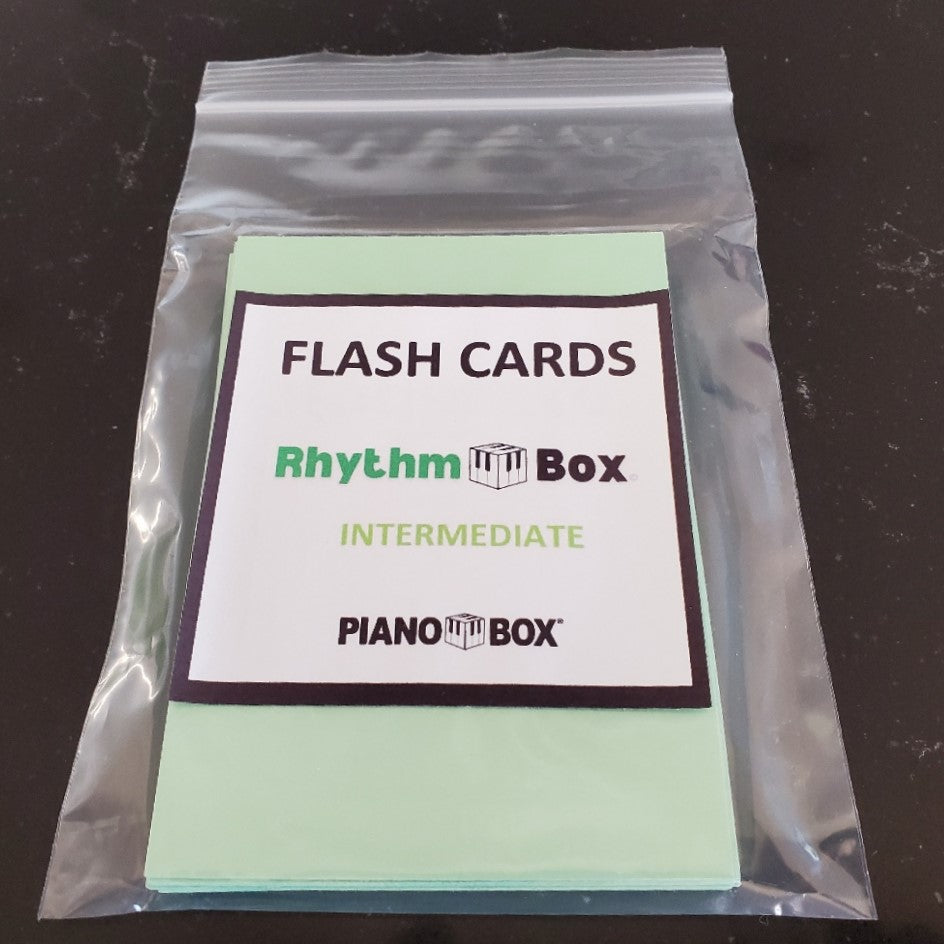 FLASH CARDS
Rhythm Box©
INTERMEDIATE
PIANO BOX®